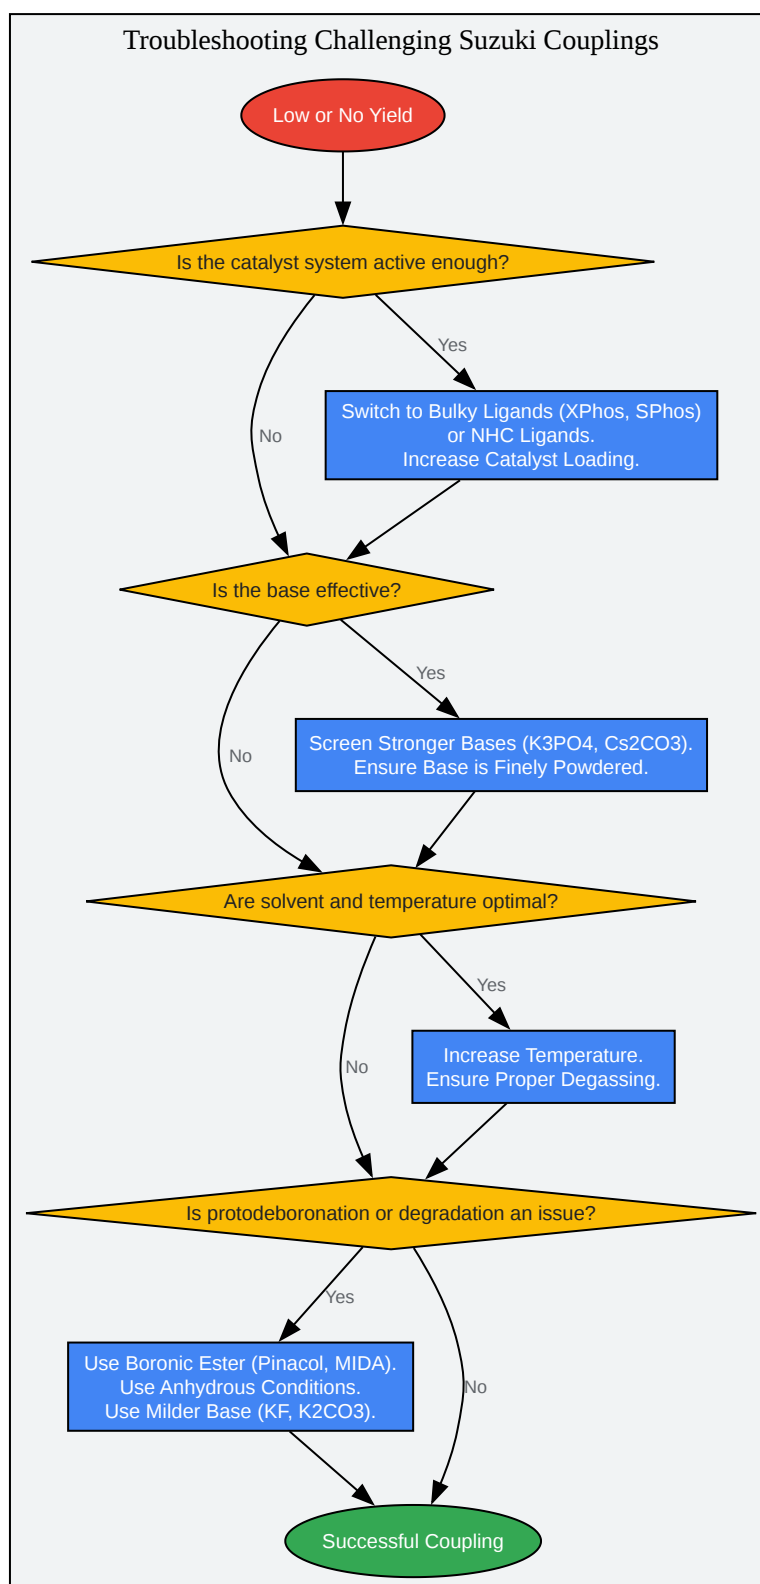 Troubleshooting Challenging Suzuki Couplings
Low or No Yield
Is the catalyst system active enough?
Yes
Switch to Bulky Ligands (XPhos, SPhos)
or NHC Ligands.
Increase Catalyst Loading.
No
Is the base effective?
Yes
Screen Stronger Bases (K3PO4, Cs2CO3).
Ensure Base is Finely Powdered.
No
Are solvent and temperature optimal?
Yes
Increase Temperature.
Ensure Proper Degassing.
No
Is protodeboronation or degradation an issue?
Yes
Use Boronic Ester (Pinacol, MIDA).
Use Anhydrous Conditions.
Use Milder Base (KF, K2CO3).
No
Successful Coupling